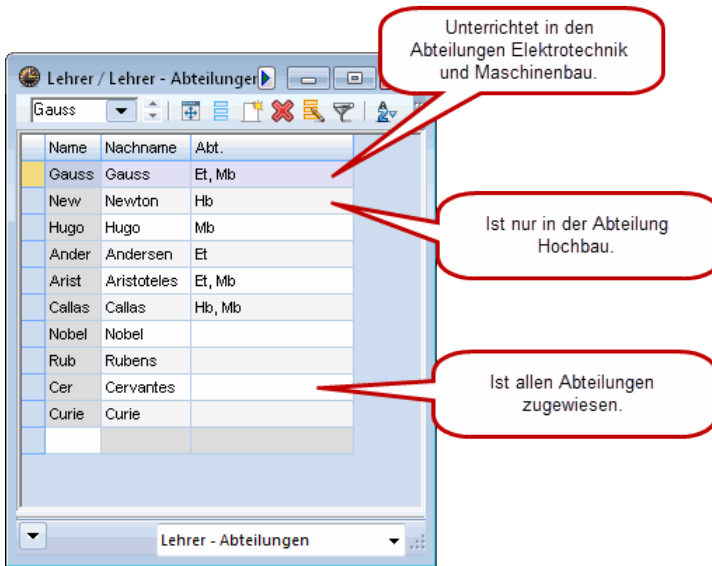 Unterrichtet in den
Abteilungen Elektrotechnik
und Maschinenbau.
Lehrer / Lehrer - Abteilungen
Gauss
Name Nachname Abt.
Gauss Gauss Et, Mb
New Newton Hb
Hugo Hugo Mb
Ander Andersen Et
Arist Aristoteles Et, Mb
Callas Callas Hb, Mb
Nobel Nobel
Rub Rubens
Cer Cervantes
Curie Curie
Ist nur in der Abteilung
Hochbau.
Ist allen Abteilungen
zugewiesen.
Lehrer - Abteilungen